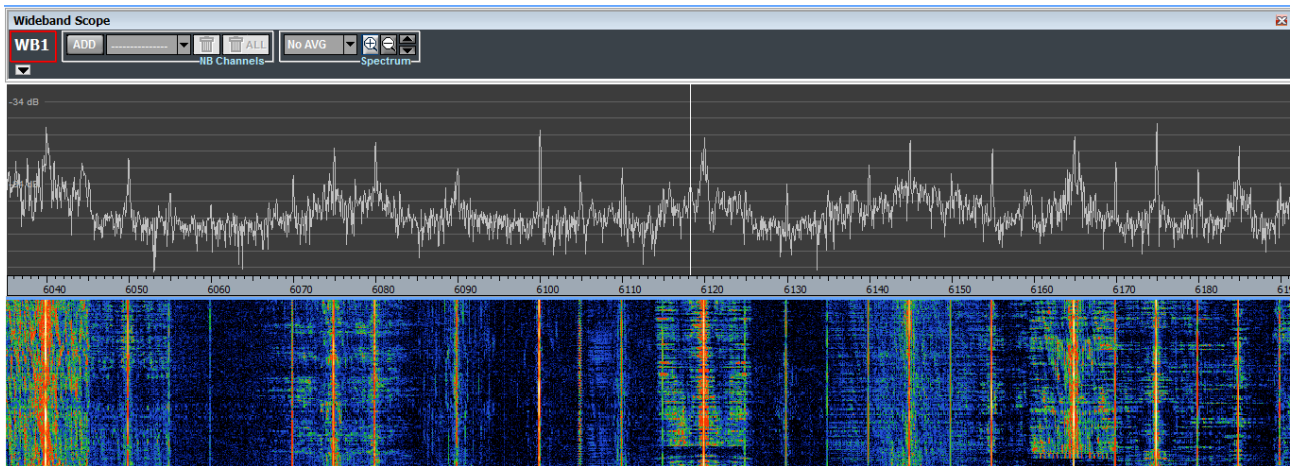 Wideband Scope
WB1 ADD --------------- ALL No AVG
NB Channels Spectrum
-34 dB
6040 6050 6060 6070 6080 6090 6100 6110 6120 6130 6140 6150 6160 6170 6180 619